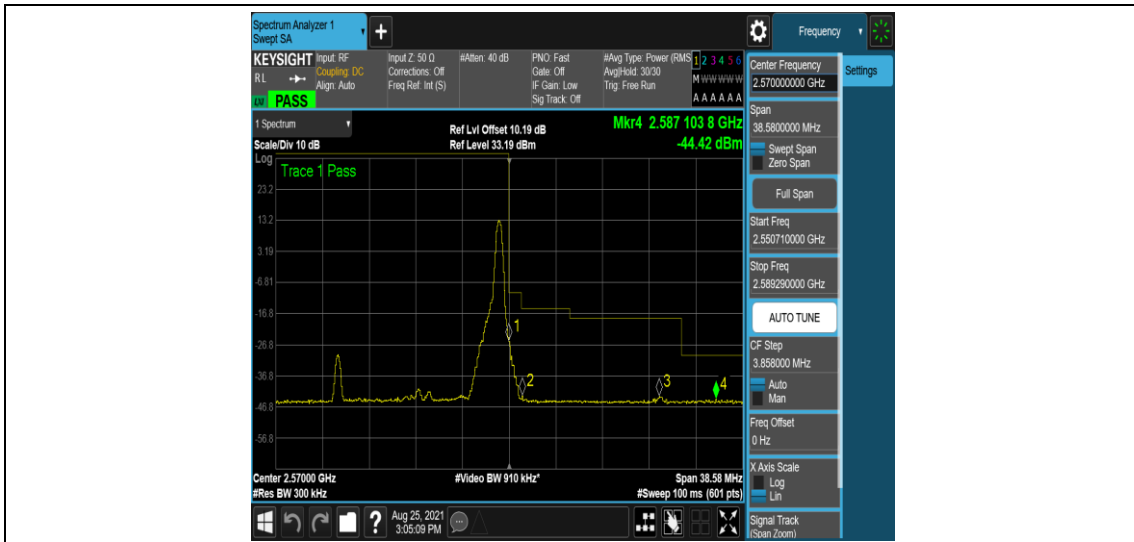 Spectrum Analyzer 1
Swept SA
+
Frequency
KEYSIGHT
RL
LXI PASS
Input: RF
Coupling: DC
Align: Auto
Input Z: 50 Ω
Corrections: Off
Freq Ref: Int (S)
#Atten: 40 dB
PNO: Fast
Gate: Off
IF Gain: Low
Sig Track: Off
#Avg Type: Power (RMS
Avg|Hold: 30/30
Trig: Free Run
1 2 3 4 5 6
M W W W W W
A A A A A A
1 Spectrum
Scale/Div 10 dB
Ref Lvl Offset 10.19 dB
Ref Level 33.19 dBm
Mkr4 2.587 103 8 GHz
-44.42 dBm
Log
Trace 1 Pass
23.2
13.2
3.19
-6.81
-16.8
-26.8
-36.8
-46.8
-56.8
1
2
3
4
Center 2.57000 GHz
#Res BW 300 kHz
#Video BW 910 kHz*
Span 38.58 MHz
#Sweep 100 ms (601 pts)
Center Frequency
2.570000000 GHz
Settings
Span
38.5800000 MHz
Swept Span
Zero Span
Full Span
Start Freq
2.550710000 GHz
Stop Freq
2.589290000 GHz
AUTO TUNE
CF Step
3.858000 MHz
Auto
Man
Freq Offset
0 Hz
X Axis Scale
Log
Lin
Signal Track
(Span Zoom)
?
Aug 25, 2021
3:05:09 PM